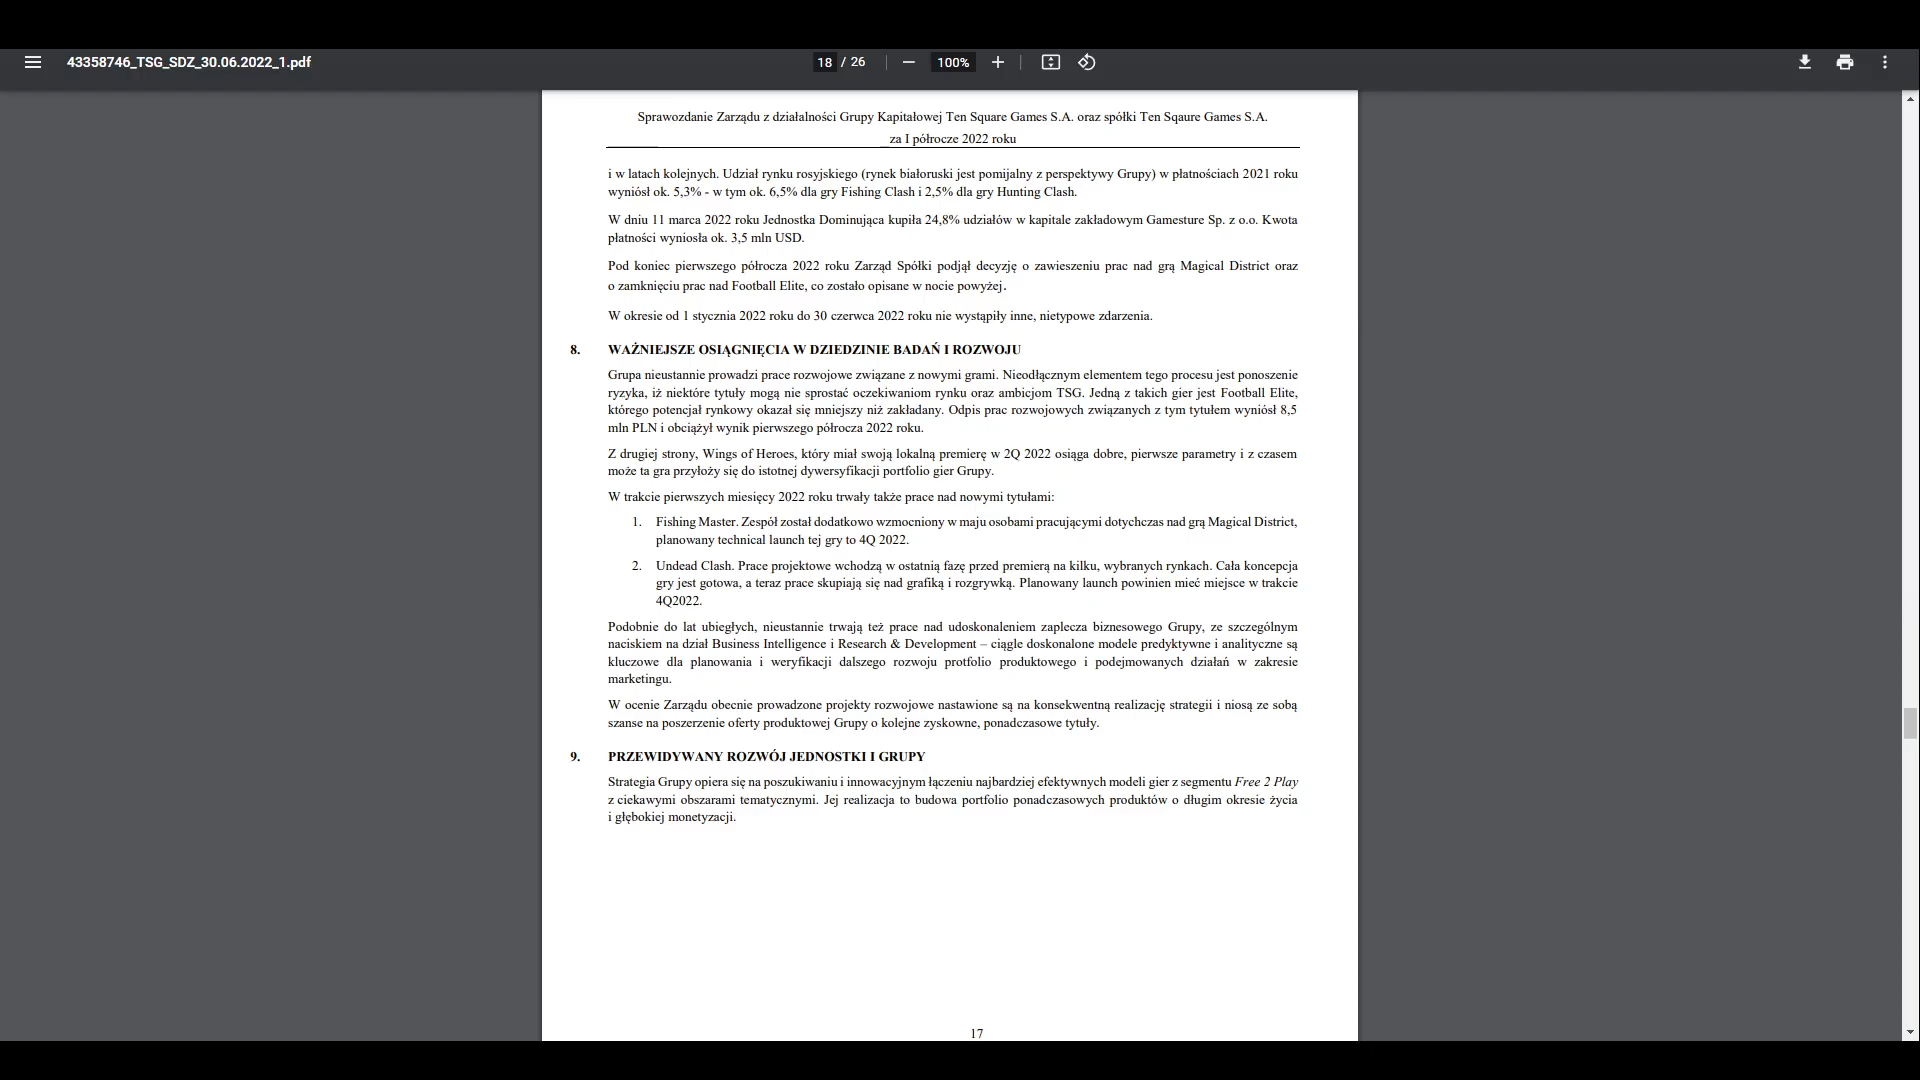 43358746_TSG_SDZ_30.06.2022_1.pdf
18 / 26
100%
Sprawozdanie Zarządu z działalności Grupy Kapitałowej Ten Square Games S.A. oraz spółki Ten Sqaure Games S.A.
za I półrocze 2022 roku
i w latach kolejnych. Udział rynku rosyjskiego (rynek białoruski jest pomijalny z perspektywy Grupy) w płatnościach 2021 roku
wyniósł ok. 5,3% - w tym ok. 6,5% dla gry Fishing Clash i 2,5% dla gry Hunting Clash.
W dniu 11 marca 2022 roku Jednostka Dominująca kupiła 24,8% udziałów w kapitale zakładowym Gamesture Sp. z o.o. Kwota
płatności wyniosła ok. 3,5 mln USD.
Pod koniec pierwszego półrocza 2022 roku Zarząd Spółki podjął decyzję o zawieszeniu prac nad grą Magical District oraz
o zamknięciu prac nad Football Elite, co zostało opisane w nocie powyżej.
W okresie od 1 stycznia 2022 roku do 30 czerwca 2022 roku nie wystąpiły inne, nietypowe zdarzenia.
8. WAŻNIEJSZE OSIĄGNIĘCIA W DZIEDZINIE BADAŃ I ROZWOJU
Grupa nieustannie prowadzi prace rozwojowe związane z nowymi grami. Nieodłącznym elementem tego procesu jest ponoszenie
ryzyka, iż niektóre tytuły mogą nie sprostać oczekiwaniom rynku oraz ambicjom TSG. Jedną z takich gier jest Football Elite,
którego potencjał rynkowy okazał się mniejszy niż zakładany. Odpis prac rozwojowych związanych z tym tytułem wyniósł 8,5
mln PLN i obciążył wynik pierwszego półrocza 2022 roku.
Z drugiej strony, Wings of Heroes, który miał swoją lokalną premierę w 2Q 2022 osiąga dobre, pierwsze parametry i z czasem
może ta gra przyłoży się do istotnej dywersyfikacji portfolio gier Grupy.
W trakcie pierwszych miesięcy 2022 roku trwały także prace nad nowymi tytułami:
1. Fishing Master. Zespół został dodatkowo wzmocniony w maju osobami pracującymi dotychczas nad grą Magical District,
planowany technical launch tej gry to 4Q 2022.
2. Undead Clash. Prace projektowe wchodzą w ostatnią fazę przed premierą na kilku, wybranych rynkach. Cała koncepcja
gry jest gotowa, a teraz prace skupiają się nad grafiką i rozgrywką. Planowany launch powinien mieć miejsce w trakcie
4Q2022.
Podobnie do lat ubiegłych, nieustannie trwają też prace nad udoskonaleniem zaplecza biznesowego Grupy, ze szczególnym
naciskiem na dział Business Intelligence i Research & Development – ciągle doskonalone modele predyktywne i analityczne są
kluczowe dla planowania i weryfikacji dalszego rozwoju protfolio produktowego i podejmowanych działań w zakresie
marketingu.
W ocenie Zarządu obecnie prowadzone projekty rozwojowe nastawione są na konsekwentną realizację strategii i niosą ze sobą
szanse na poszerzenie oferty produktowej Grupy o kolejne zyskowne, ponadczasowe tytuły.
9. PRZEWIDYWANY ROZWÓJ JEDNOSTKI I GRUPY
Strategia Grupy opiera się na poszukiwaniu i innowacyjnym łączeniu najbardziej efektywnych modeli gier z segmentu Free 2 Play
z ciekawymi obszarami tematycznymi. Jej realizacja to budowa portfolio ponadczasowych produktów o długim okresie życia
i głębokiej monetyzacji.
17